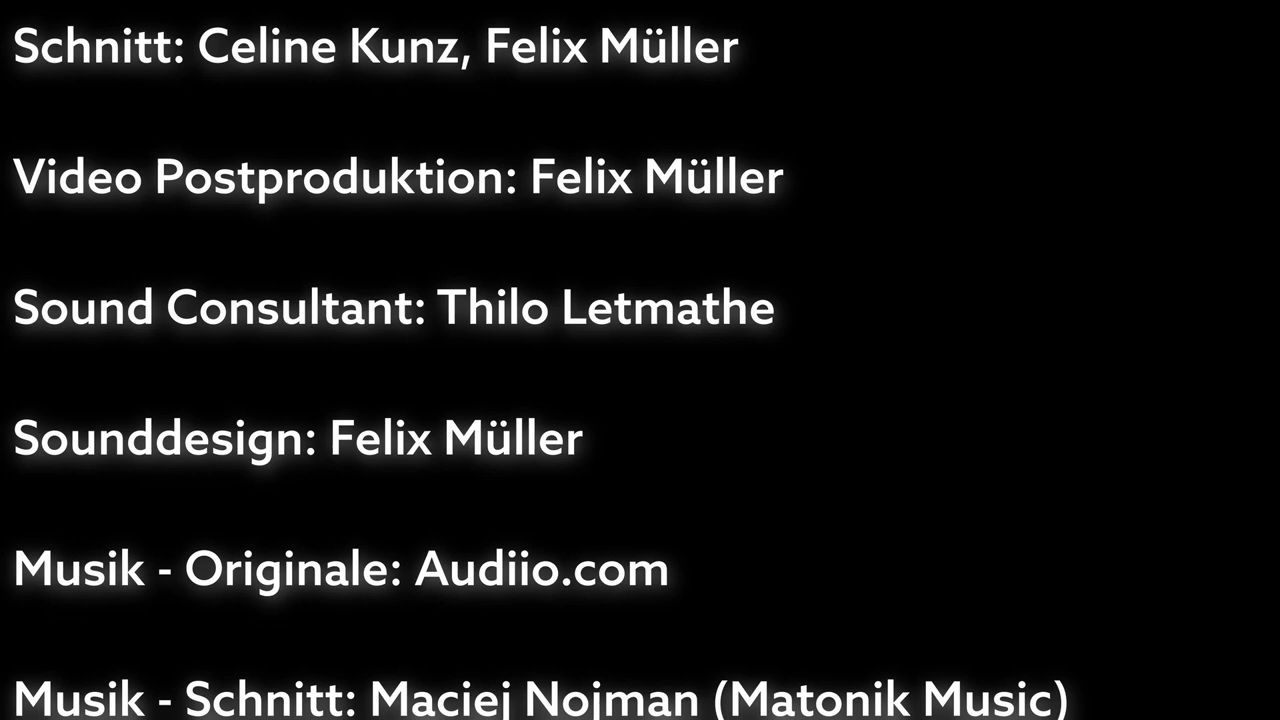 Schnitt: Celine Kunz, Felix Müller
Video Postproduktion: Felix Müller
Sound Consultant: Thilo Letmathe
Sounddesign: Felix Müller
Musik - Originale: Audiio.com
Musik - Schnitt: Maciej Nojman (Matonik Music)